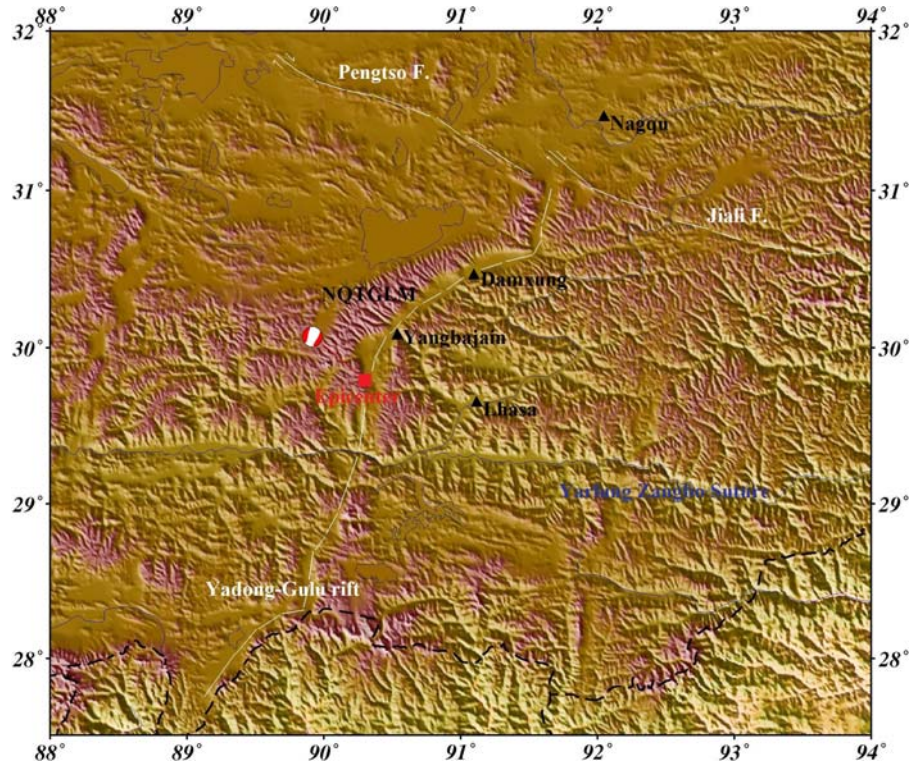 88° 89° 90° 91° 92° 93° 94°
32° 32°
Pengtso F.
Nagqu
31° 31°
Jiali F.
Damxung
NQTGLM
Yangbajain
30° 30°
Epicenter
Lhasa
29° 29°
Yarlung Zangbo Suture
Yadong-Gulu rift
28° 28°
88° 89° 90° 91° 92° 93° 94°